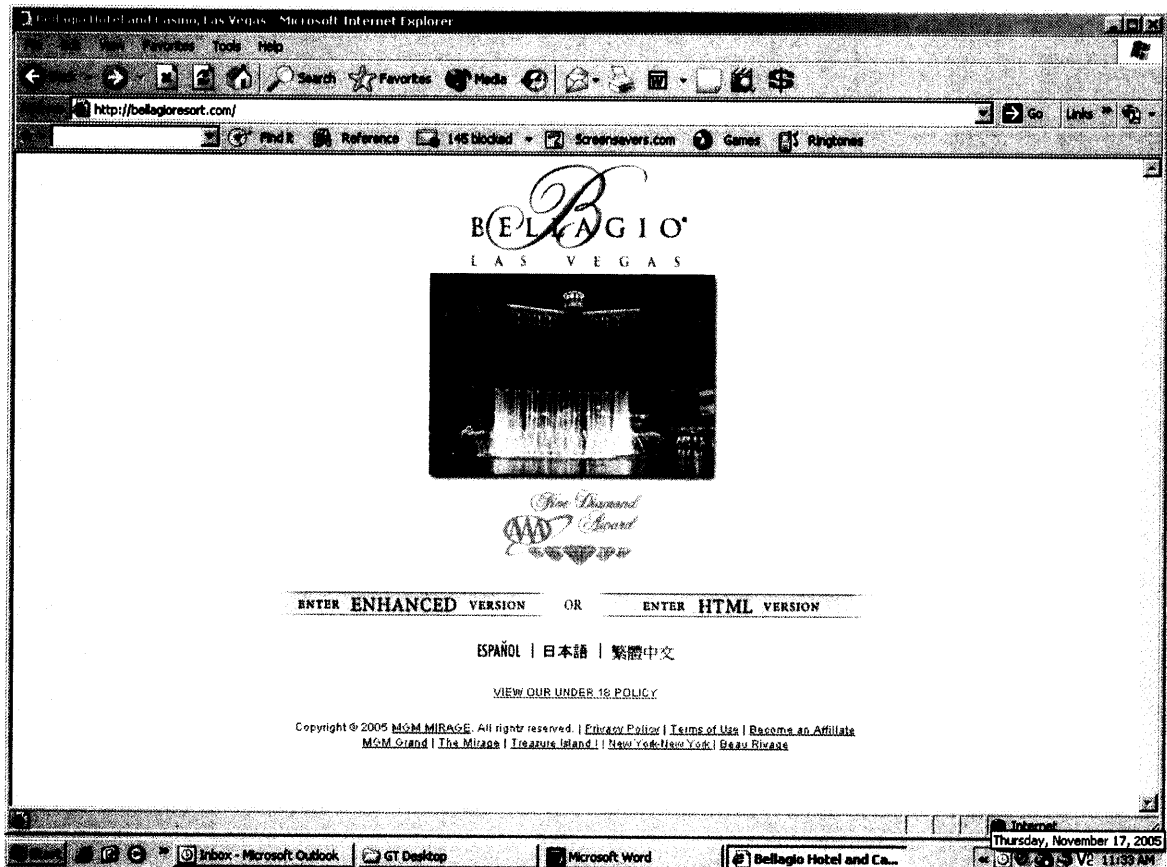 Bellagio Hotel and Casino, Las Vegas - Microsoft Internet Explorer
View Favorites Tools Help
Search Favorites Media
http://bellagioresort.com/ Go Links »
Find it Reference 146 blocked Screensavers.com Games Ringtones
BELLAGIO
LAS VEGAS
Five Diamond
AAA Award
ENTER ENHANCED VERSION OR ENTER HTML VERSION
ESPAÑOL | 日本語 | 繁體中文
VIEW OUR UNDER 18 POLICY
Copyright © 2005 MGM MIRAGE. All rights reserved. | Privacy Policy | Terms of Use | Become an Affiliate
MGM Grand | The Mirage | Treasure Island ! | New York-New York | Beau Rivage
Internet
Thursday, November 17, 2005
» Inbox - Microsoft Outlook GT Desktop Microsoft Word Bellagio Hotel and Ca... « 11:33 AM